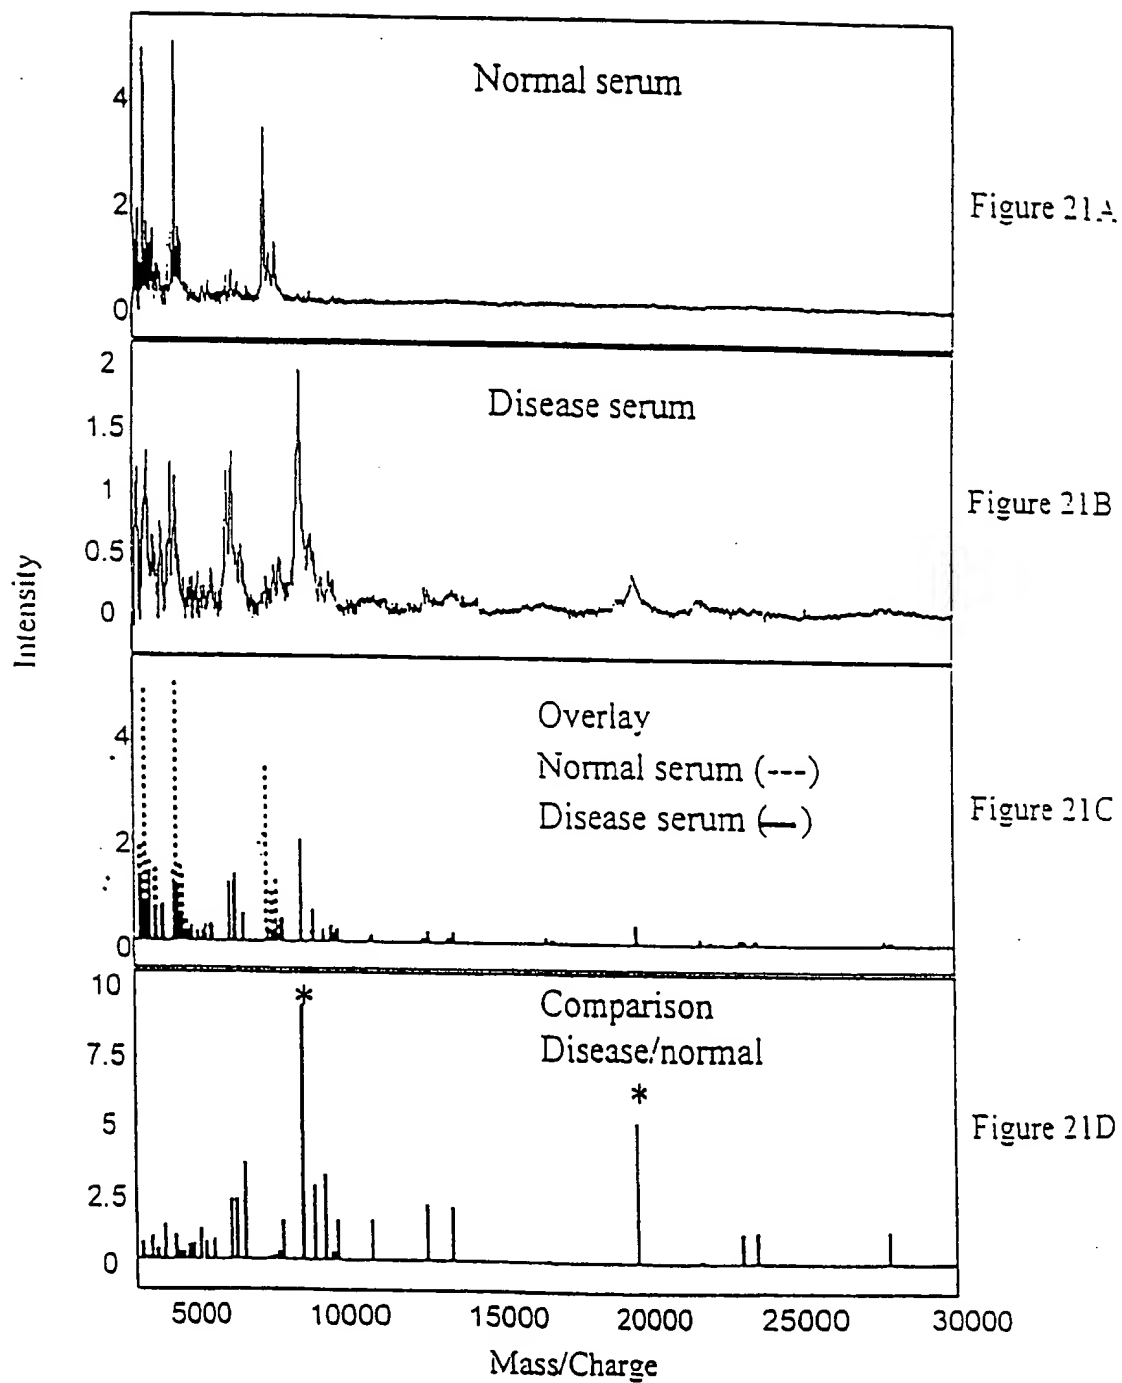 Normal serum
4
2
0
Figure 21A
Disease serum
2
1.5
1
0.5
0
Figure 21B
Intensity
Overlay
Normal serum (---)
Disease serum (—)
4
2
0
Figure 21C
Comparison
Disease/normal
*
*
10
7.5
5
2.5
0
Figure 21D
5000 10000 15000 20000 25000 30000
Mass/Charge